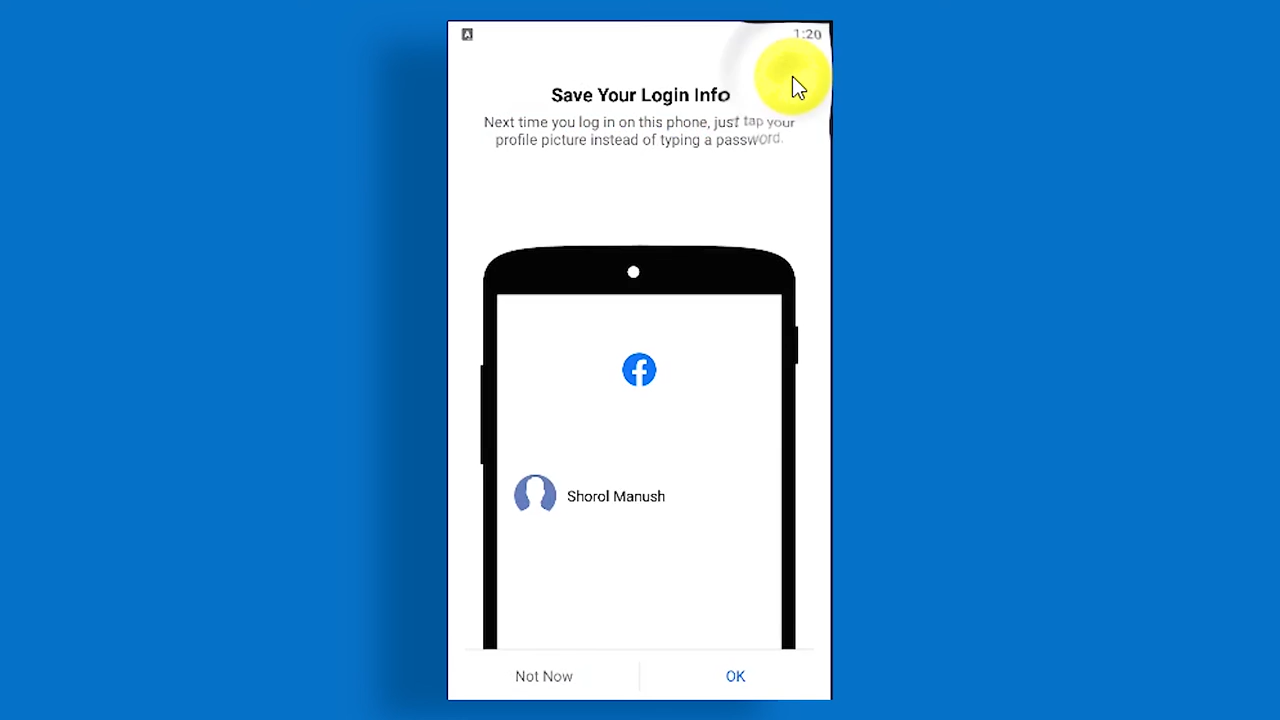 1:20
Save Your Login Info
Next time you log in on this phone, just tap your
profile picture instead of typing a password.
Shorol Manush
Not Now
OK